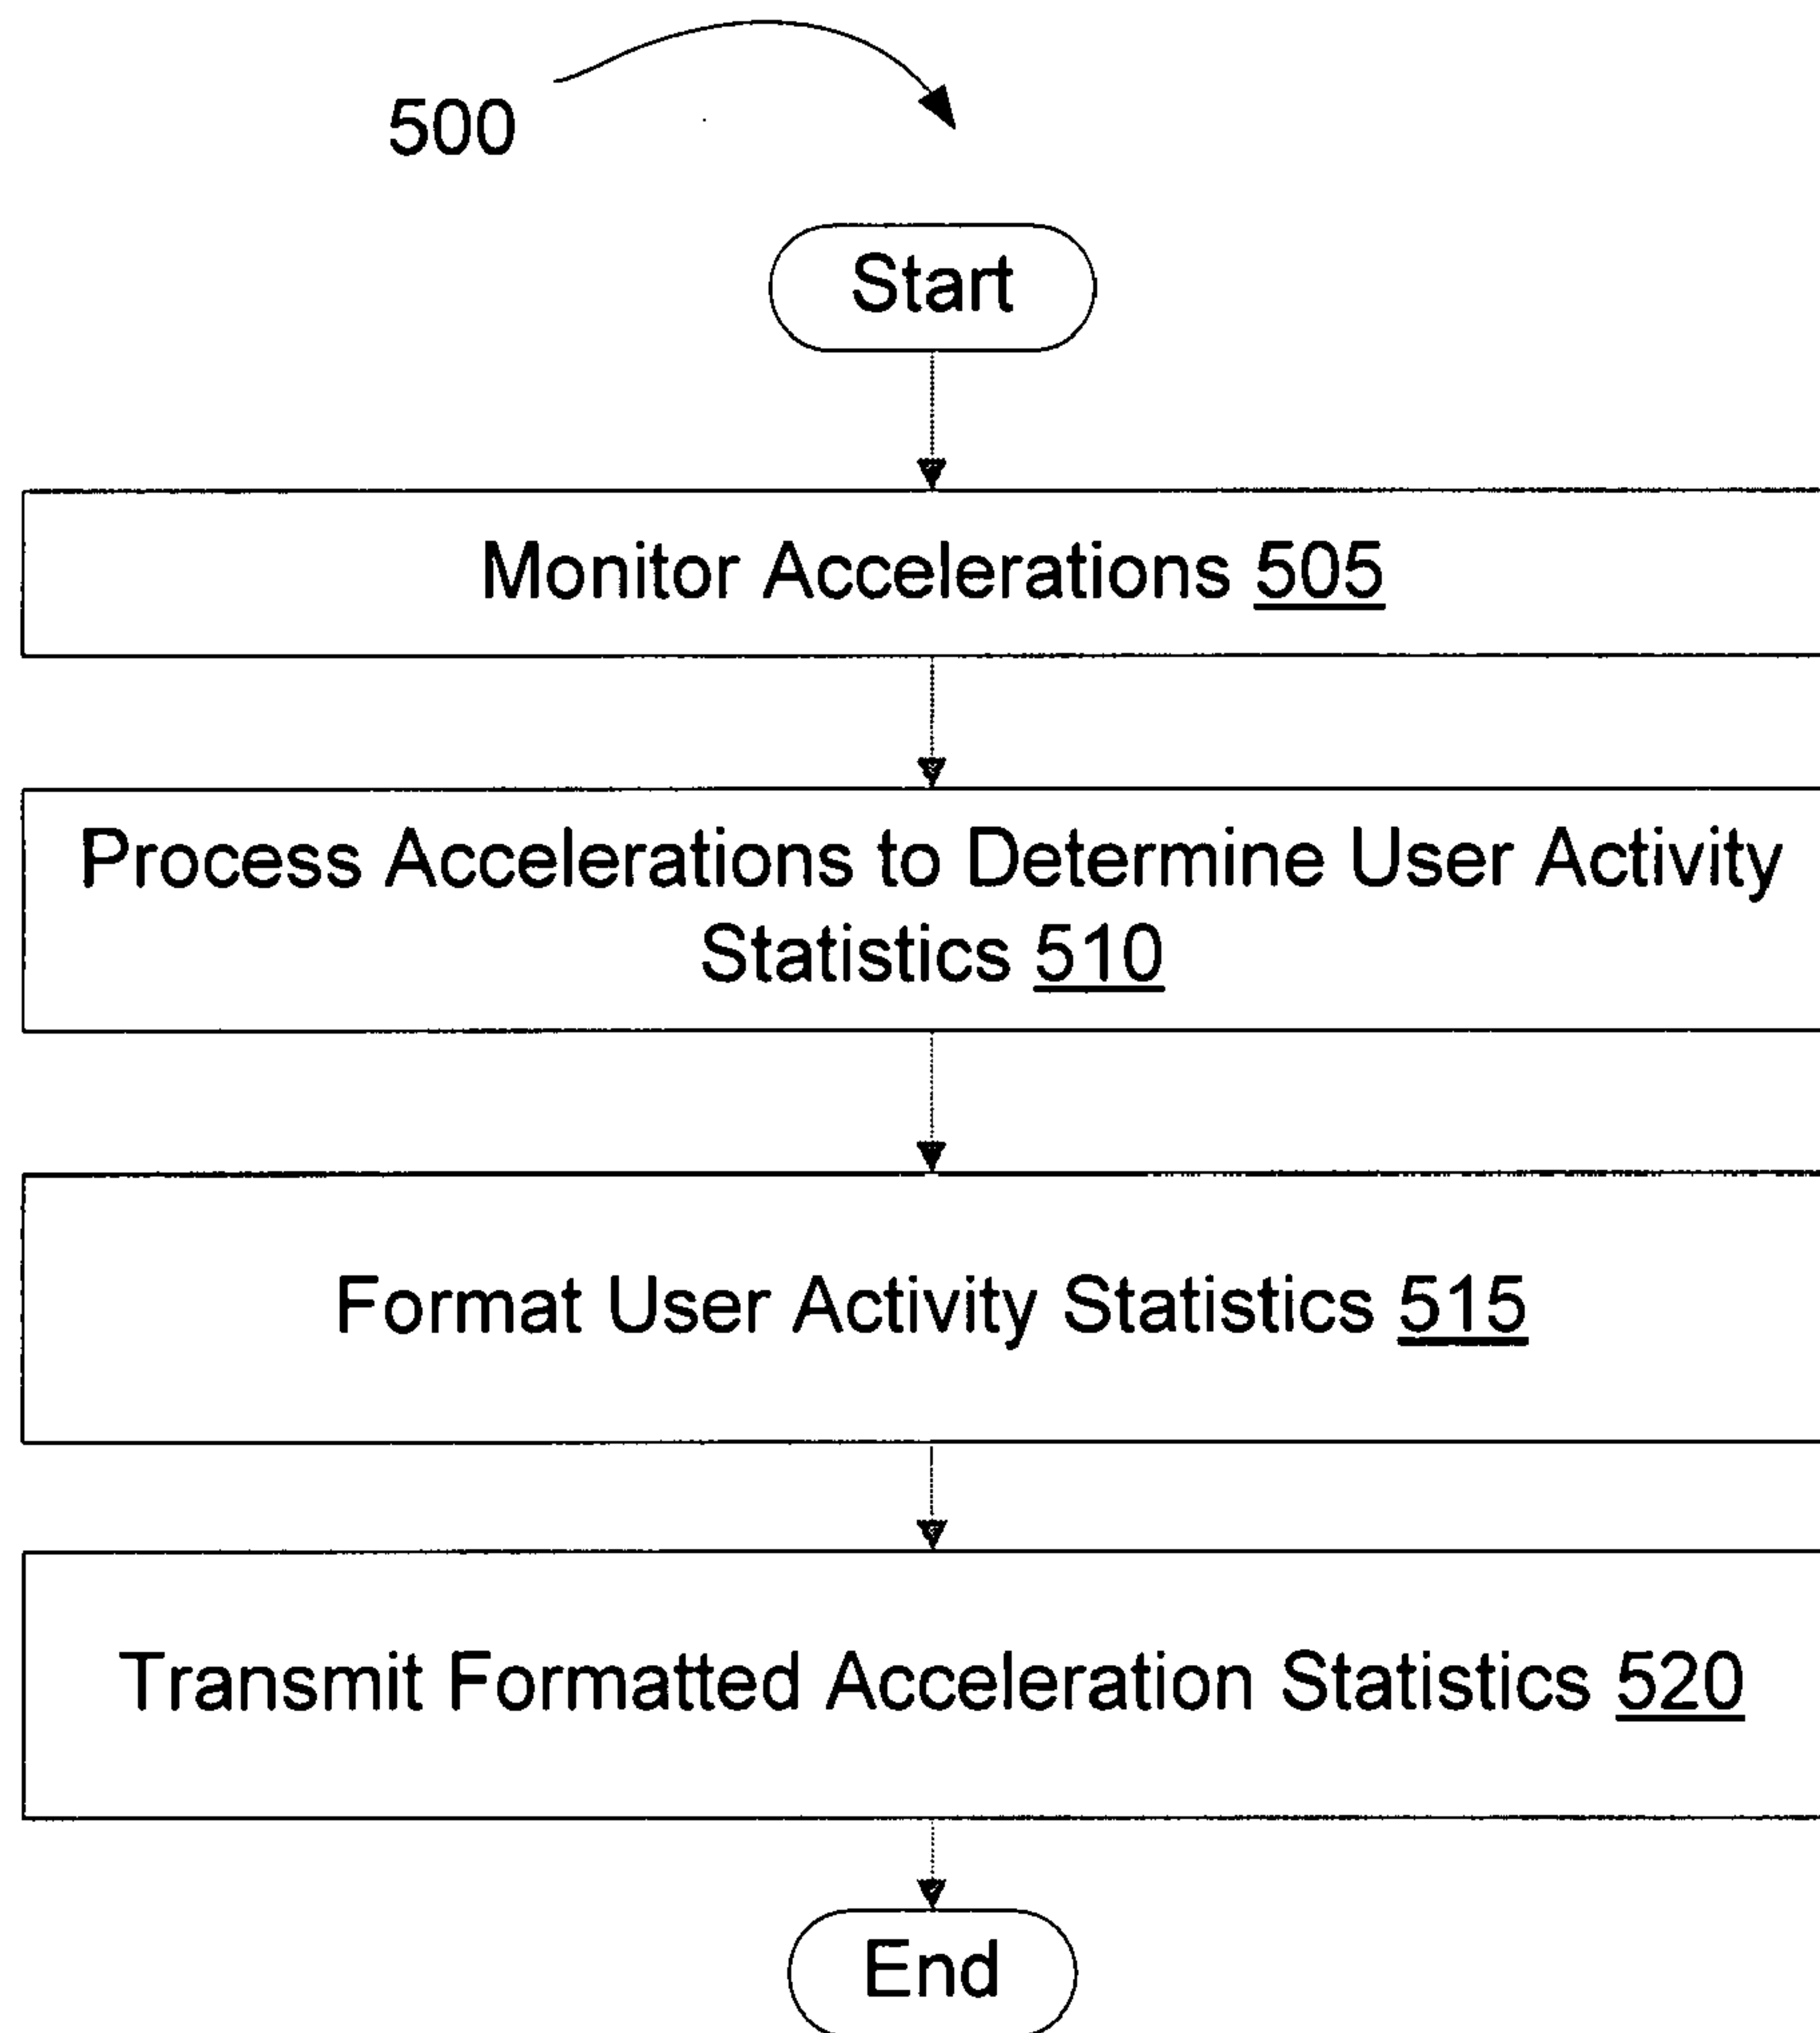 500
Start
Monitor Accelerations 505
Process Accelerations to Determine User Activity
Statistics 510
Format User Activity Statistics 515
Transmit Formatted Acceleration Statistics 520
End